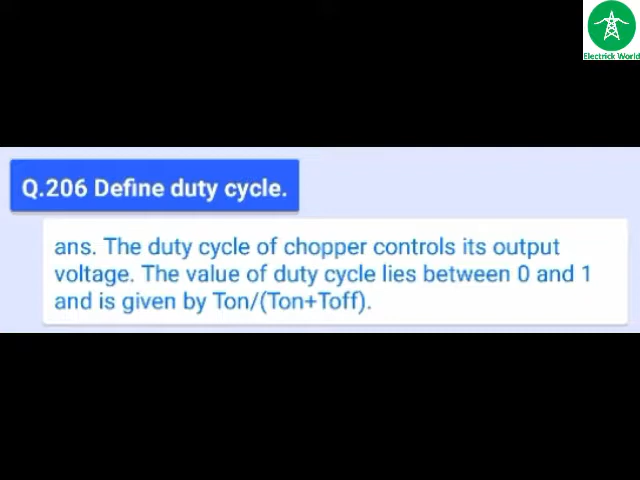 Electrick World
Q.206 Define duty cycle.
ans. The duty cycle of chopper controls its output
voltage. The value of duty cycle lies between 0 and 1
and is given by Ton/(Ton+Toff).